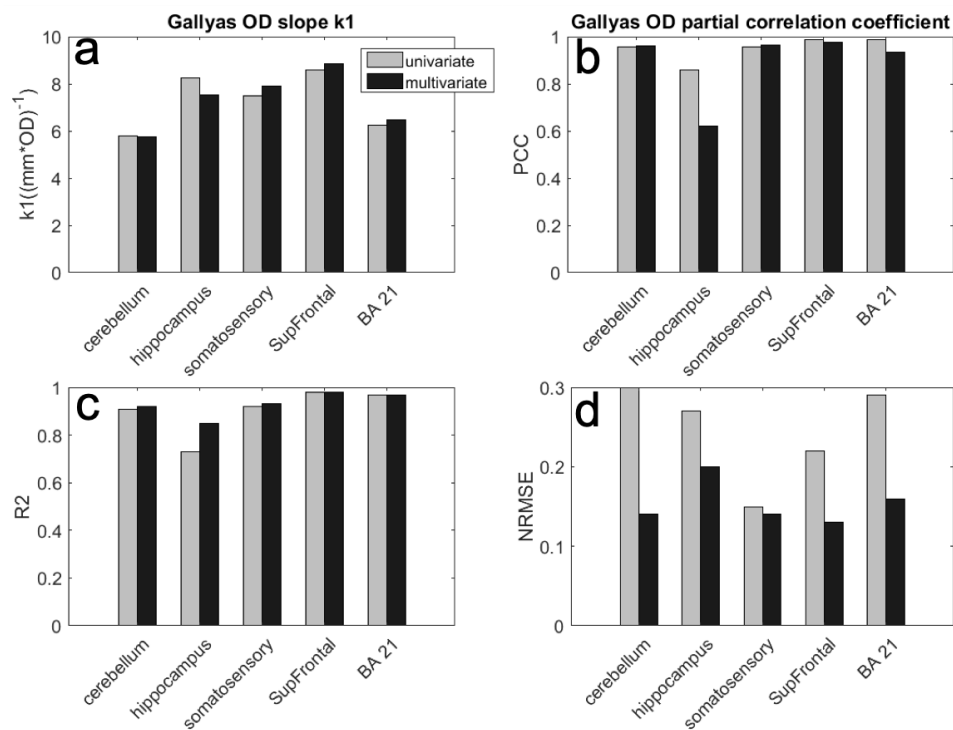 Gallyas OD slope k1
a
10
8
6
4
2
0
k1((mm*OD)⁻¹)
univariate
multivariate
cerebellum
hippocampus
somatosensory
SupFrontal
BA 21
Gallyas OD partial correlation coefficient
b
1
0.8
0.6
0.4
0.2
0
PCC
cerebellum
hippocampus
somatosensory
SupFrontal
BA 21
c
1
0.8
0.6
0.4
0.2
0
R2
cerebellum
hippocampus
somatosensory
SupFrontal
BA 21
d
0.3
0.2
0.1
0
NRMSE
cerebellum
hippocampus
somatosensory
SupFrontal
BA 21